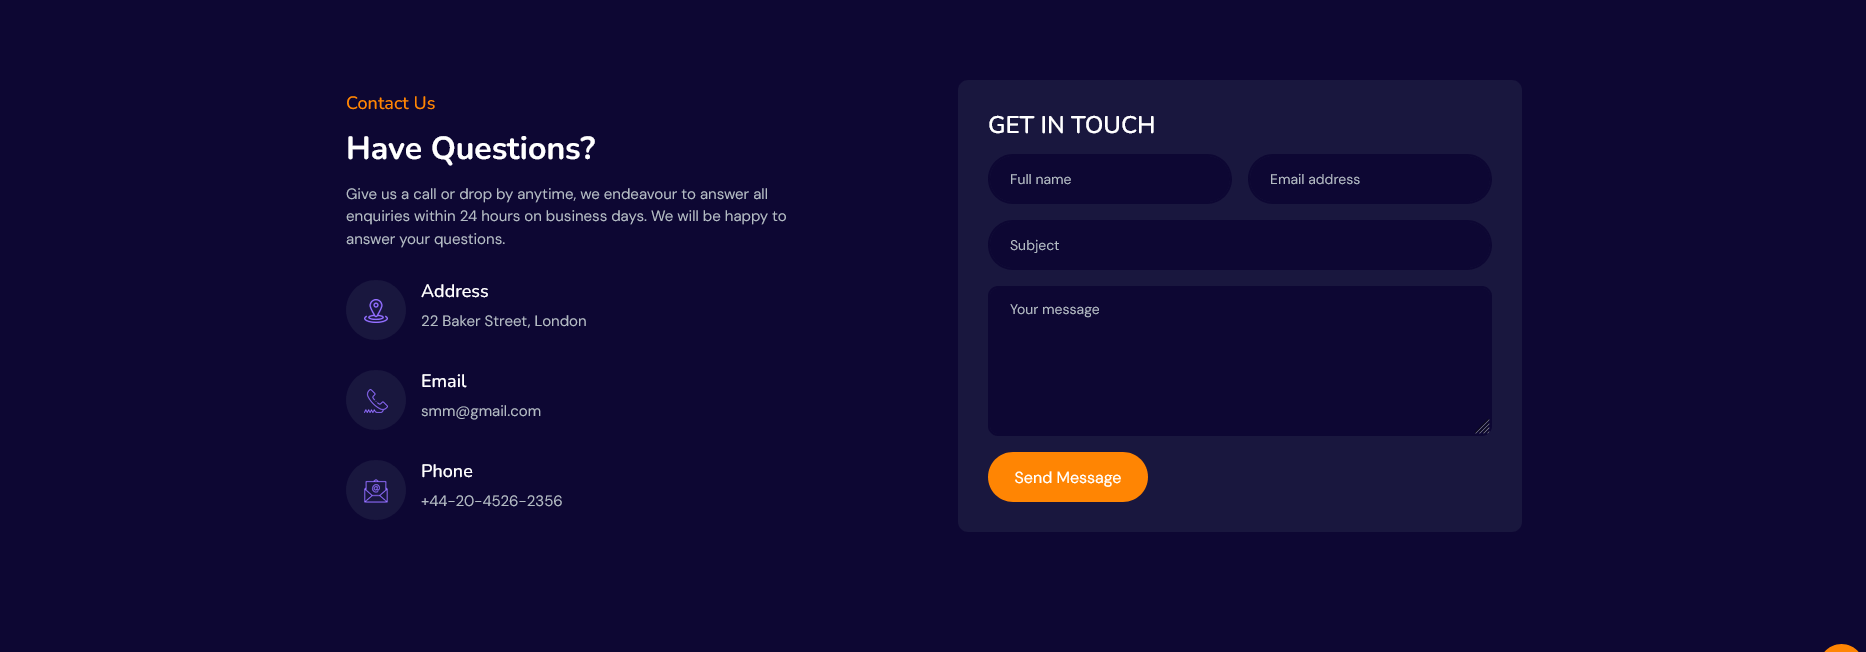 Contact Us
Have Questions?
Give us a call or drop by anytime, we endeavour to answer all
enquiries within 24 hours on business days. We will be happy to
answer your questions.
Address
22 Baker Street, London
Email
smm@gmail.com
Phone
+44-20-4526-2356
GET IN TOUCH
Full name
Email address
Subject
Your message
Send Message